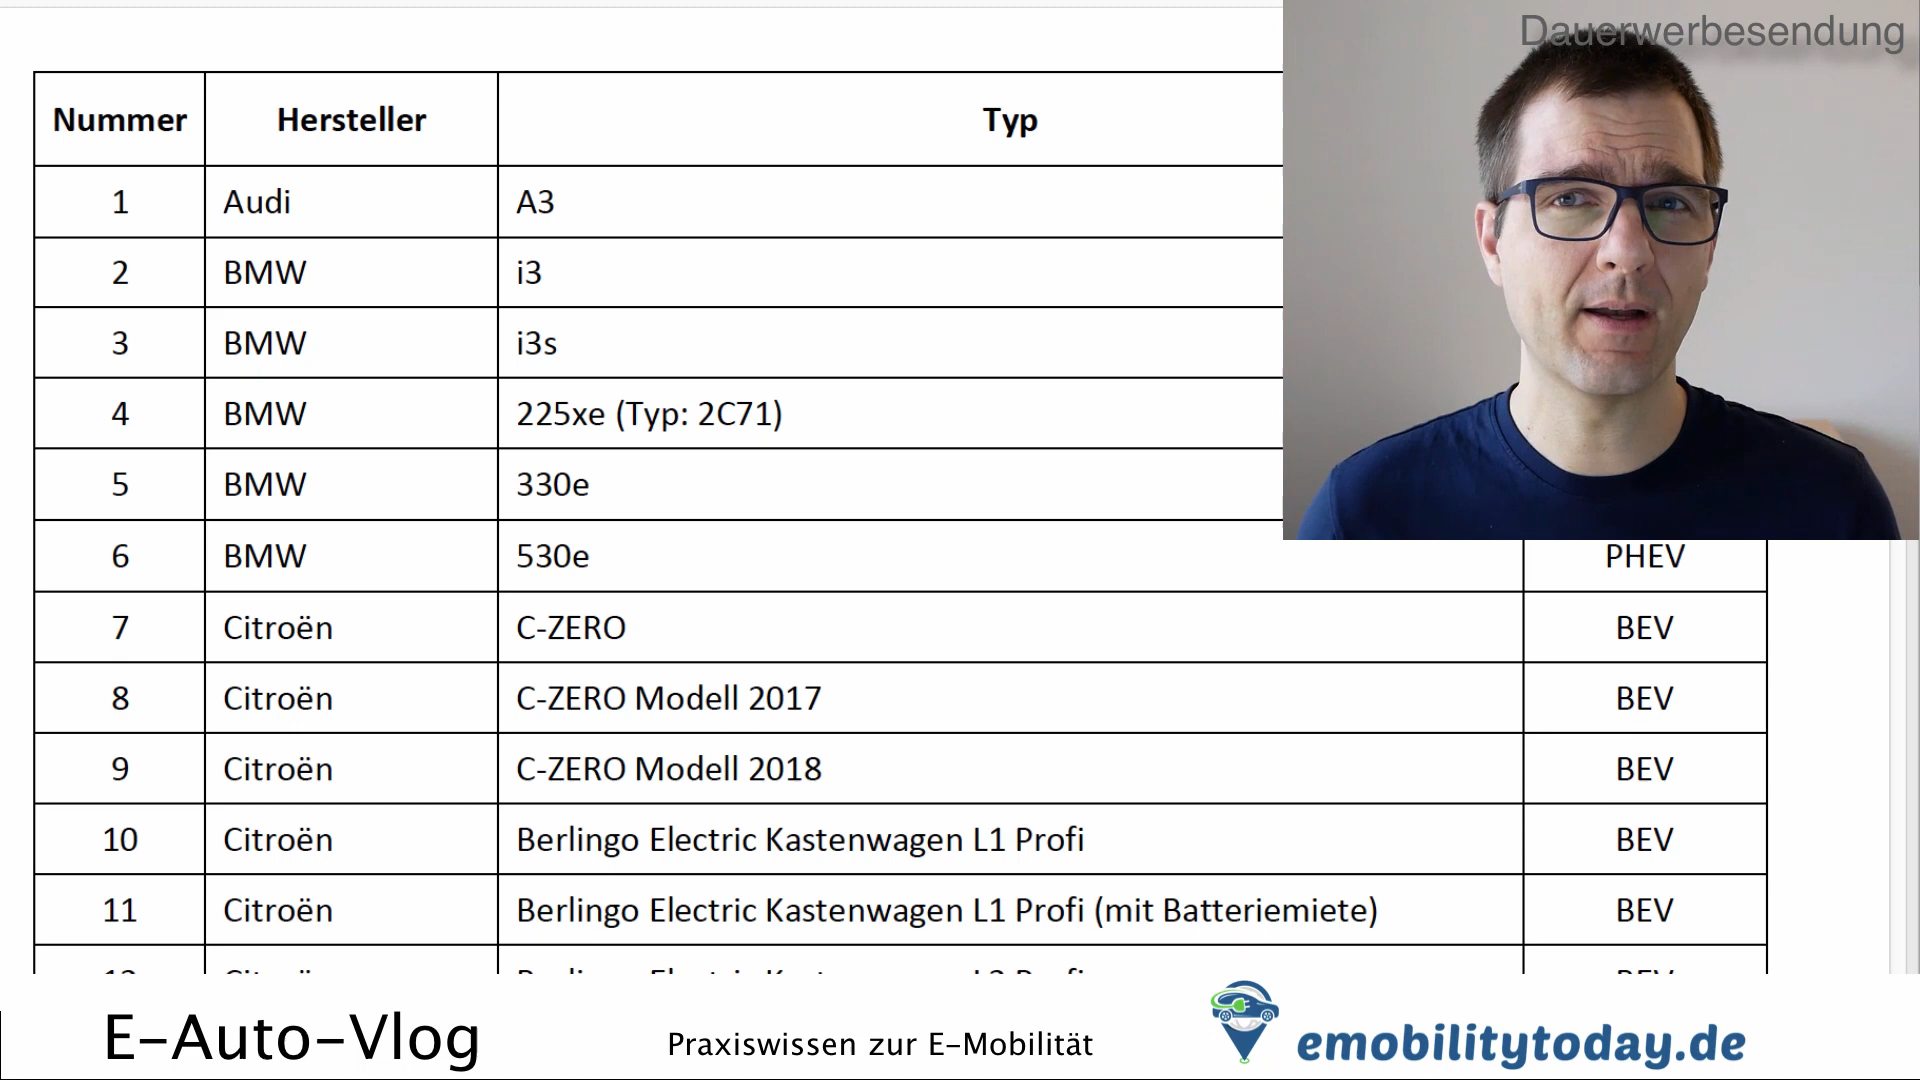 Dauerwerbesendung
Nummer Hersteller Typ
1 Audi A3
2 BMW i3
3 BMW i3s
4 BMW 225xe (Typ: 2C71)
5 BMW 330e
6 BMW 530e PHEV
7 Citroën C-ZERO BEV
8 Citroën C-ZERO Modell 2017 BEV
9 Citroën C-ZERO Modell 2018 BEV
10 Citroën Berlingo Electric Kastenwagen L1 Profi BEV
11 Citroën Berlingo Electric Kastenwagen L1 Profi (mit Batteriemiete) BEV
E-Auto-Vlog Praxiswissen zur E-Mobilität emobilitytoday.de